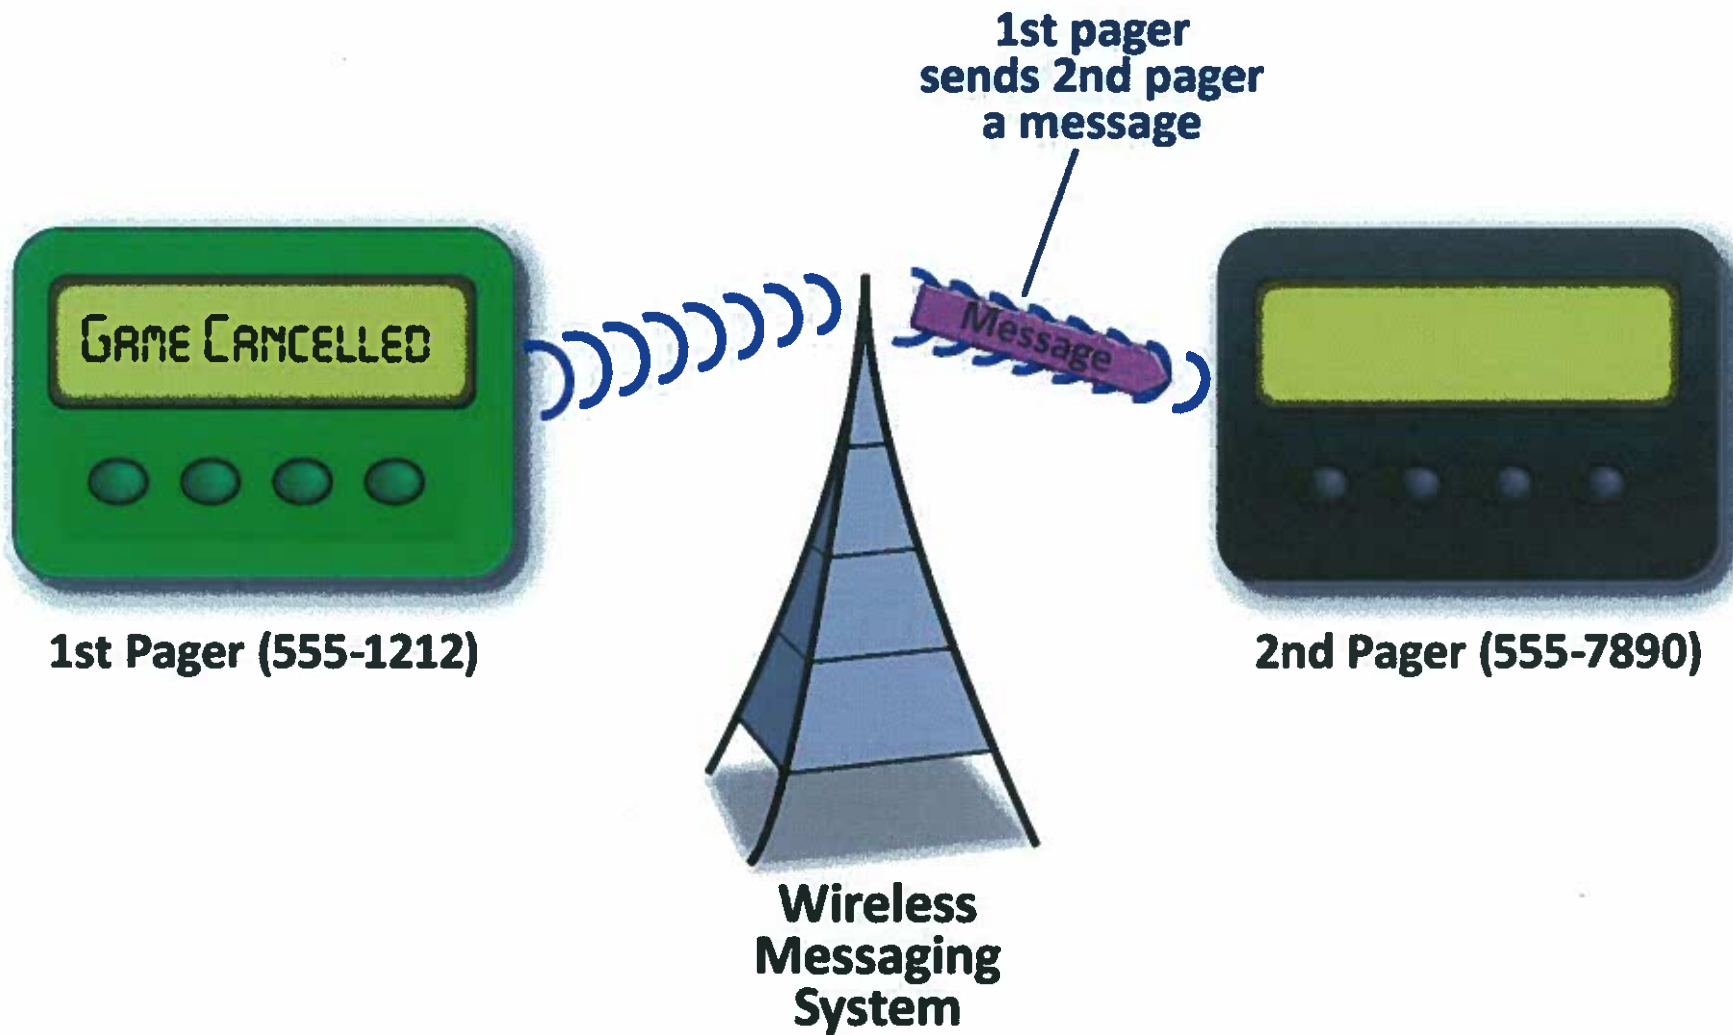 1st pager
sends 2nd pager
a message
GAME CANCELLED
Message
1st Pager (555-1212)
2nd Pager (555-7890)
Wireless
Messaging
System